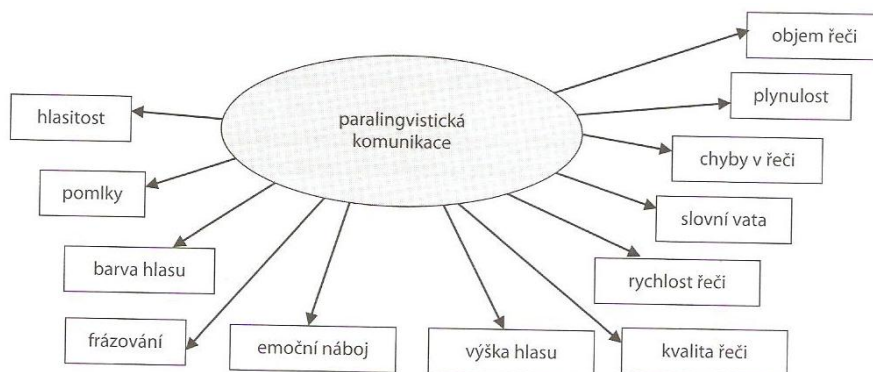 objem řeči
plynulost
hlasitost
paralingvistická
komunikace
chyby v řeči
pomlky
slovní vata
barva hlasu
rychlost řeči
frázování
emoční náboj
výška hlasu
kvalita řeči